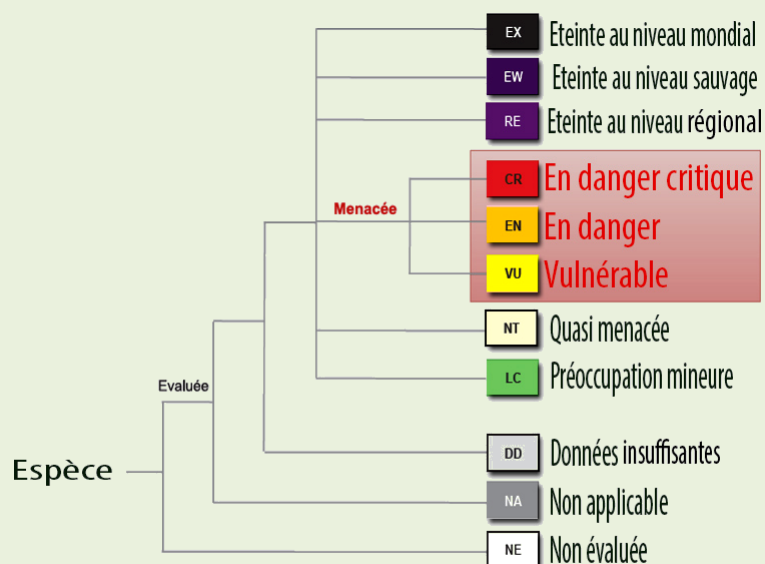 EX Eteinte au niveau mondial
EW Eteinte au niveau sauvage
RE Eteinte au niveau régional
CR En danger critique
Menacée
EN En danger
VU Vulnérable
NT Quasi menacée
LC Préoccupation mineure
Evaluée
DD Données insuffisantes
Espèce
NA Non applicable
NE Non évaluée